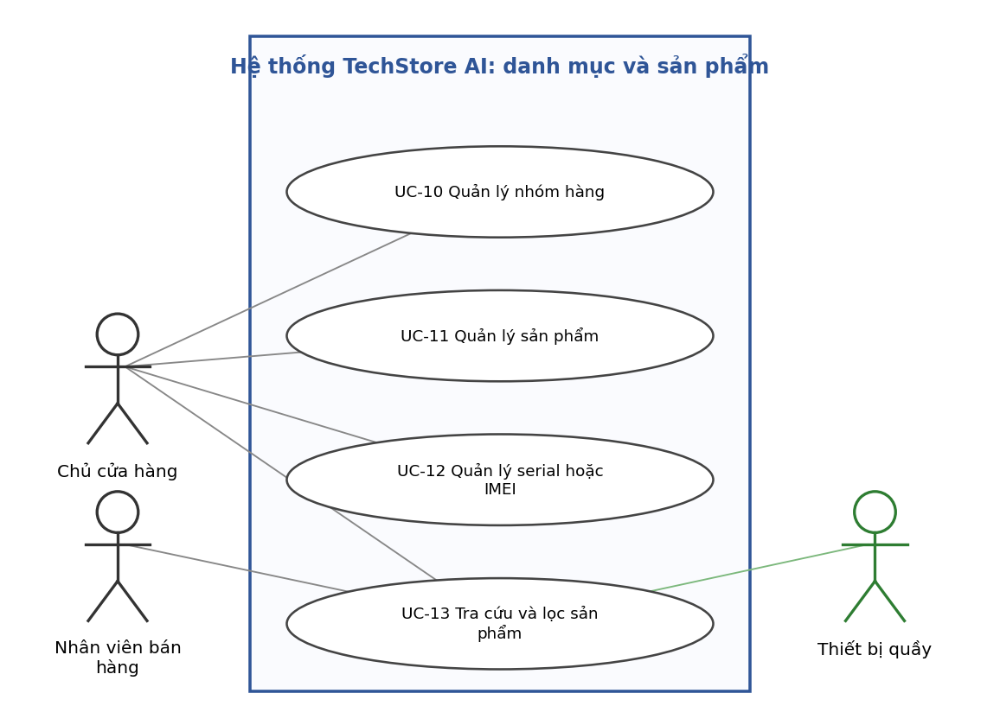 Hệ thống TechStore AI: danh mục và sản phẩm
UC-10 Quản lý nhóm hàng
UC-11 Quản lý sản phẩm
UC-12 Quản lý serial hoặc
IMEI
UC-13 Tra cứu và lọc sản
phẩm
Chủ cửa hàng
Nhân viên bán
hàng
Thiết bị quầy